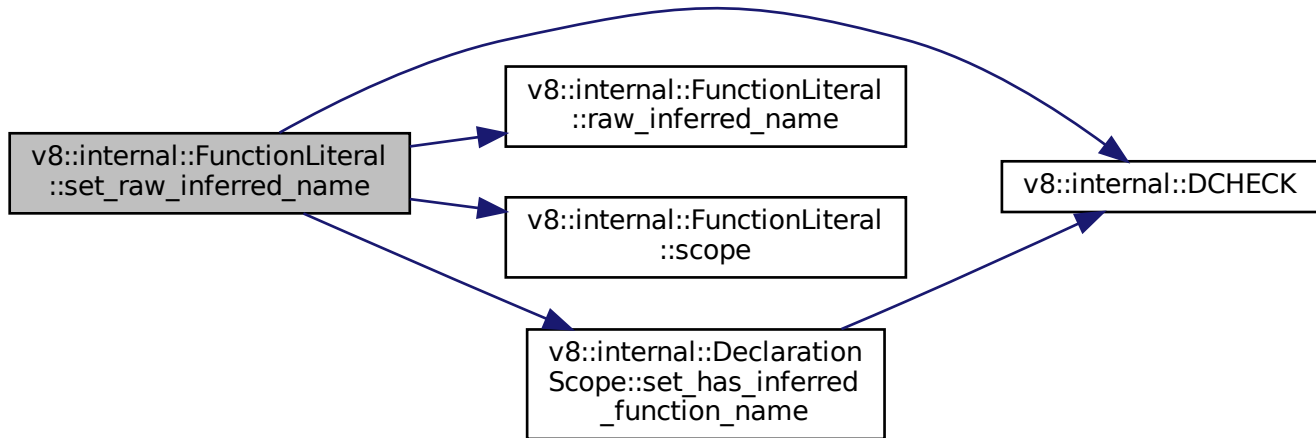 v8::internal::FunctionLiteral
::set_raw_inferred_name
v8::internal::FunctionLiteral
::raw_inferred_name
v8::internal::FunctionLiteral
::scope
v8::internal::Declaration
Scope::set_has_inferred
_function_name
v8::internal::DCHECK